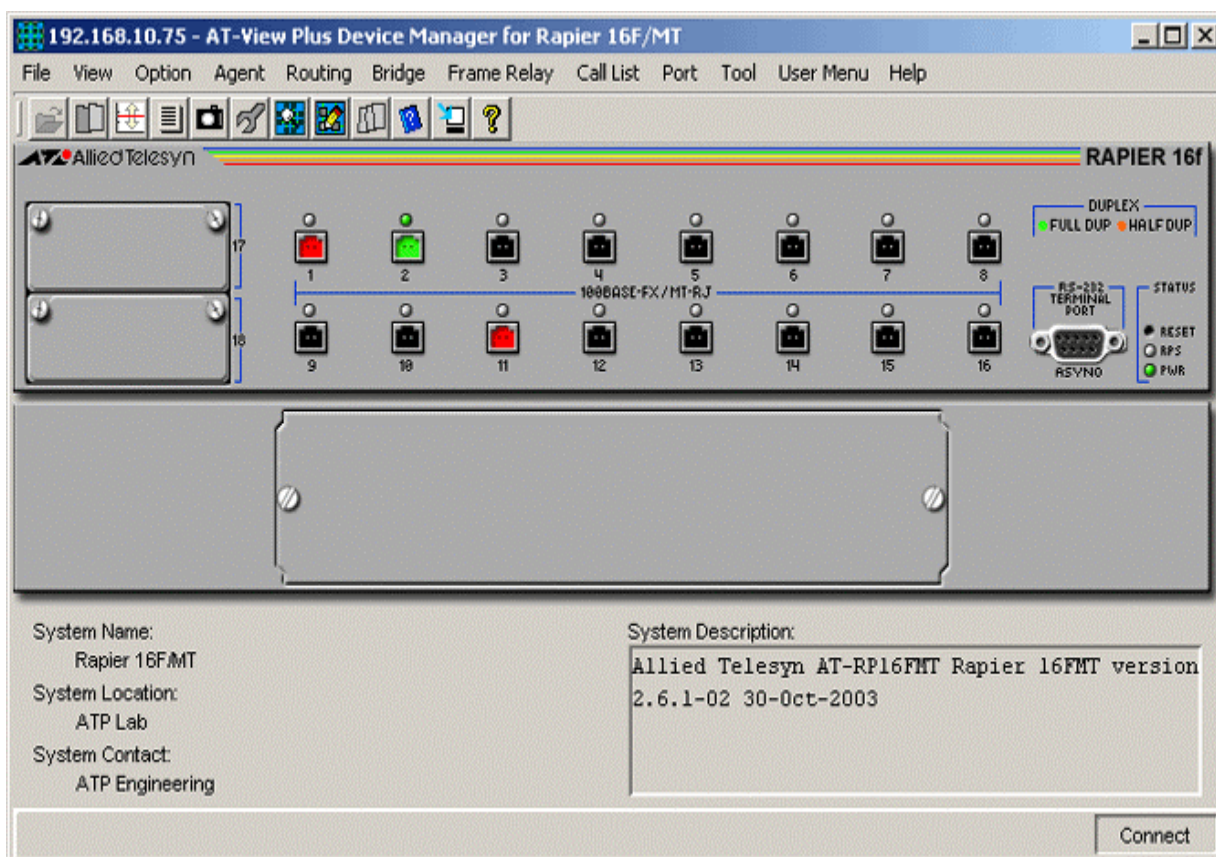 192.168.10.75 - AT-View Plus Device Manager for Rapier 16F/MT
File View Option Agent Routing Bridge Frame Relay Call List Port Tool User Menu Help
Allied Telesyn
RAPIER 16f
DUPLEX
FULL DUP HALF DUP
17
1 2 3 4 5 6 7 8
100BASE-FX/MT-RJ
RS-232
TERMINAL
PORT
STATUS
18
RESET
RPS
PWR
9 10 11 12 13 14 15 16
ASYN0
System Name:
Rapier 16F/MT
System Location:
ATP Lab
System Contact:
ATP Engineering
System Description:
Allied Telesyn AT-RP16FMT Rapier 16FMT version
2.6.1-02 30-Oct-2003
Connect